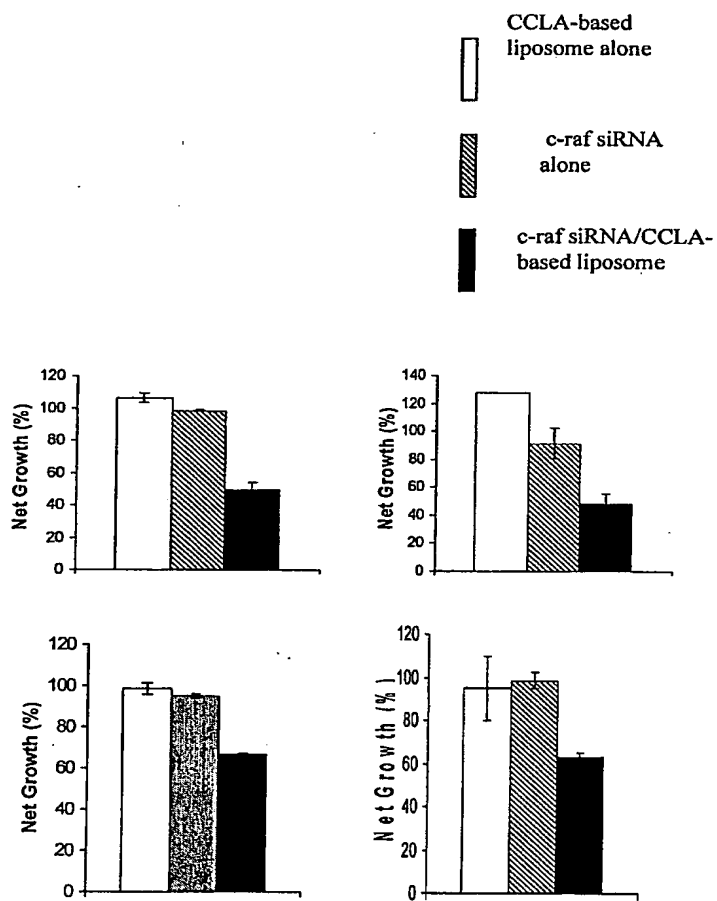 CCLA-based
liposome alone
c-raf siRNA
alone
c-raf siRNA/CCLA-
based liposome
Net Growth (%)
120
100
80
60
40
20
0
Net Growth (%)
140
120
100
80
60
40
20
0
Net Growth (%)
120
100
80
60
40
20
0
Net Growth (%)
120
100
80
60
40
20
0